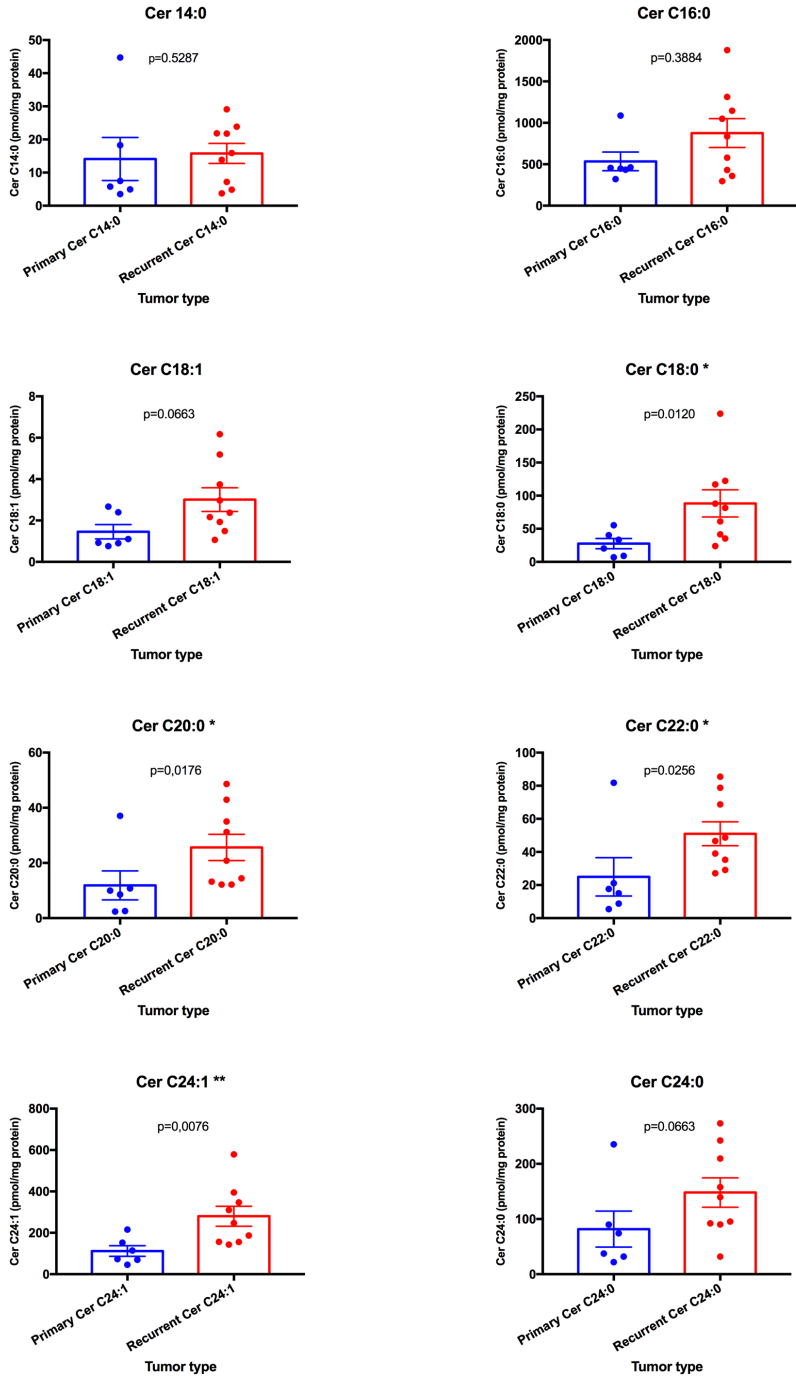 Cer 14:0
Cer C14:0 (pmol/mg protein)
50
40
30
20
10
0
p=0.5287
Primary Cer C14:0
Recurrent Cer C14:0
Tumor type
Cer C16:0
Cer C16:0 (pmol/mg protein)
2000
1500
1000
500
0
p=0.3884
Primary Cer C16:0
Recurrent Cer C16:0
Tumor type
Cer C18:1
Cer C18:1 (pmol/mg protein)
8
6
4
2
0
p=0.0663
Primary Cer C18:1
Recurrent Cer C18:1
Tumor type
Cer C18:0 *
Cer C18:0 (pmol/mg protein)
250
200
150
100
50
0
p=0.0120
Primary Cer C18:0
Recurrent Cer C18:0
Tumor type
Cer C20:0 *
Cer C20:0 (pmol/mg protein)
60
40
20
0
p=0,0176
Primary Cer C20:0
Recurrent Cer C20:0
Tumor type
Cer C22:0 *
Cer C22:0 (pmol/mg protein)
100
80
60
40
20
0
p=0.0256
Primary Cer C22:0
Recurrent Cer C22:0
Tumor type
Cer C24:1 **
Cer C24:1 (pmol/mg protein)
800
600
400
200
0
p=0,0076
Primary Cer C24:1
Recurrent Cer C24:1
Tumor type
Cer C24:0
Cer C24:0 (pmol/mg protein)
300
200
100
0
p=0.0663
Primary Cer C24:0
Recurrent Cer C24:0
Tumor type